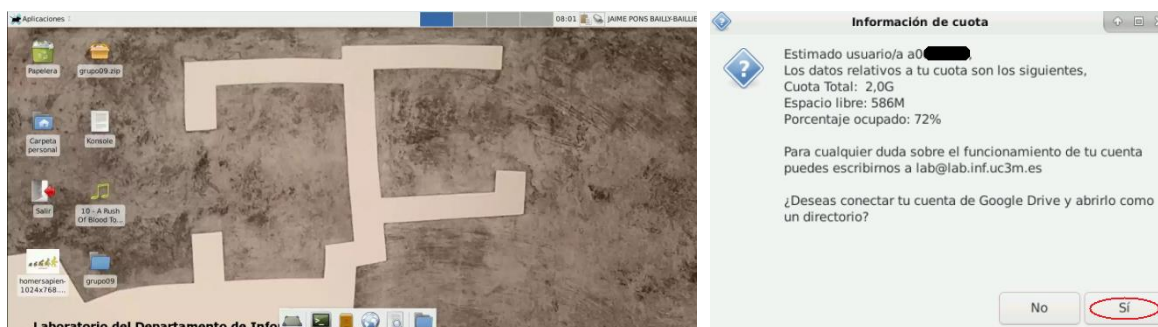 Aplicaciones
08:01
JAIME PONS BAILLY-BAILLIE
Papelera
grupo09.zip
Carpeta
personal
Konsole
Salir
10 - A Rush
Of Blood To...
homersapien-
1024x768....
grupo09
Laboratorio del Departamento de Infor
Información de cuota
Estimado usuario/a a0
Los datos relativos a tu cuota son los siguientes,
Cuota Total: 2,0G
Espacio libre: 586M
Porcentaje ocupado: 72%
Para cualquier duda sobre el funcionamiento de tu cuenta
puedes escribirnos a lab@lab.inf.uc3m.es
¿Deseas conectar tu cuenta de Google Drive y abrirlo como
un directorio?
No
Sí